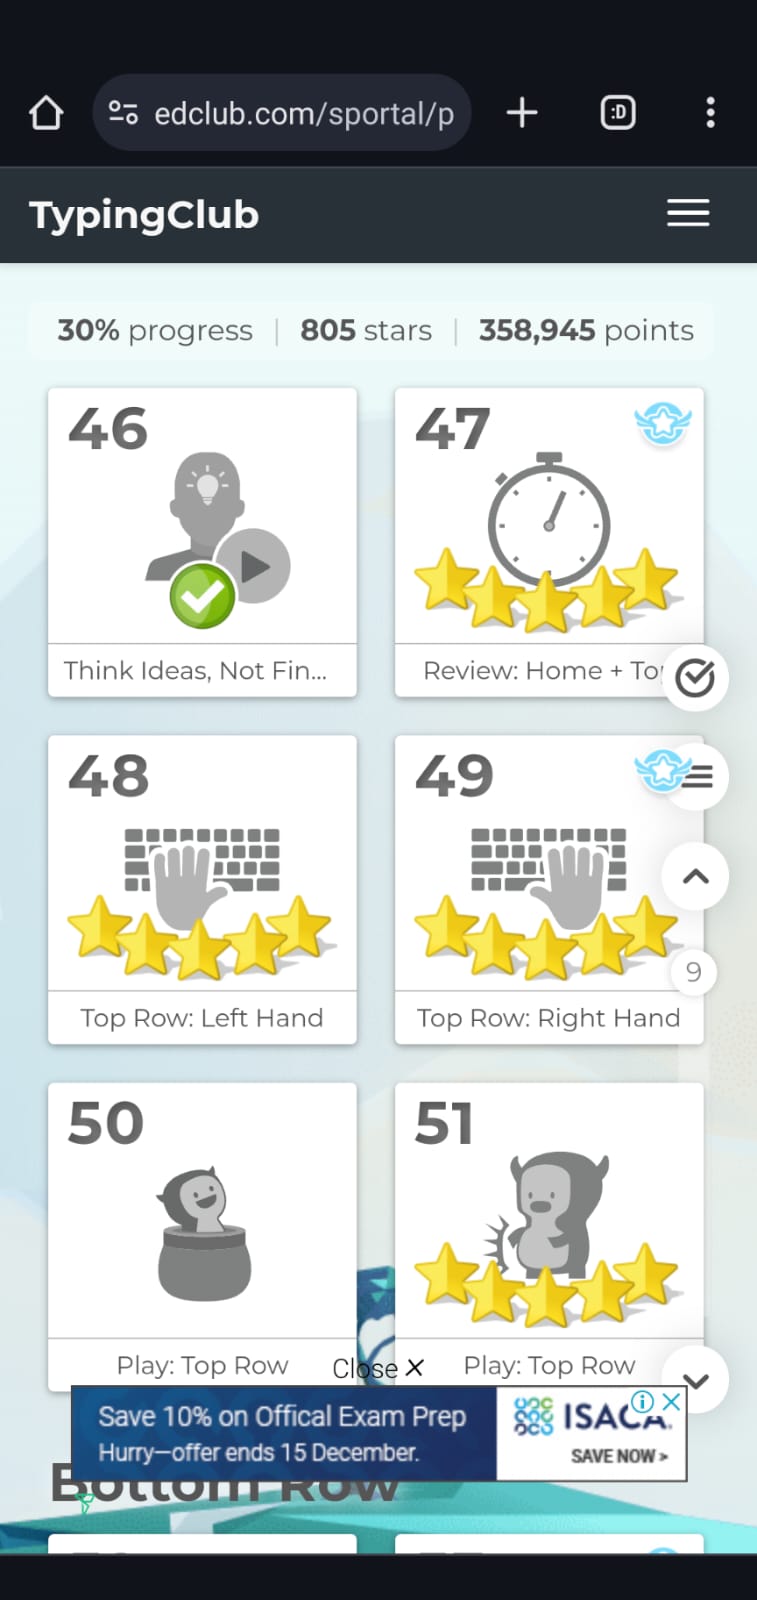 edclub.com/sportal/p
:D
TypingClub
30% progress | 805 stars | 358,945 points
46
47
Think Ideas, Not Fin...
Review: Home + To
48
49
9
Top Row: Left Hand
Top Row: Right Hand
50
51
Play: Top Row
Close X
Play: Top Row
Save 10% on Offical Exam Prep
Hurry—offer ends 15 December.
ISACA.
SAVE NOW >
Bottom Row